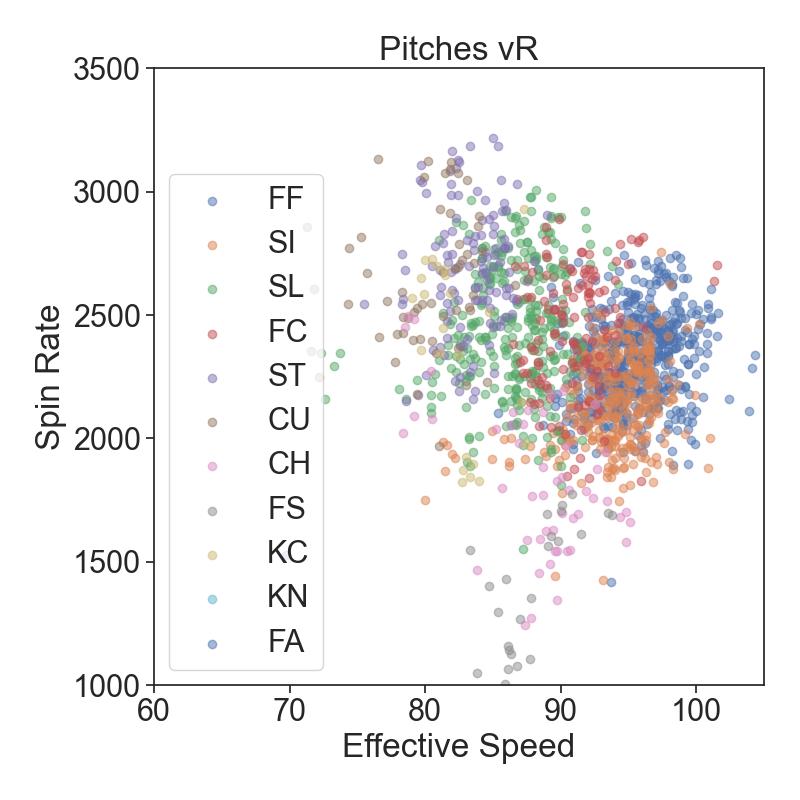 Pitches vR
3500
3000
2500
2000
1500
1000
Spin Rate
FF
SI
SL
FC
ST
CU
CH
FS
KC
KN
FA
60
70
80
90
100
Effective Speed